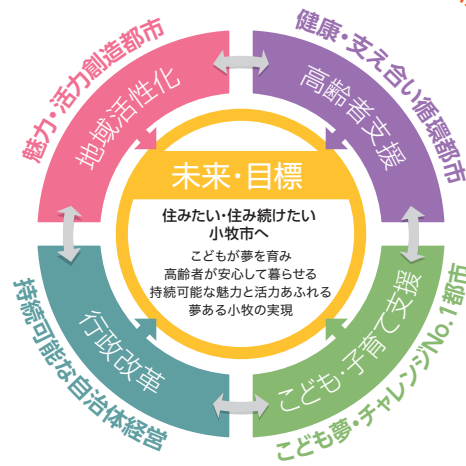 魅力・活力創造都市
地域活性化
健康・支え合い循環都市
高齢者支援
未来・目標
住みたい・住み続けたい
小牧市へ
こどもが夢を育み
高齢者が安心して暮らせる
持続可能な魅力と活力あふれる
夢ある小牧の実現
行政改革
持続可能な自治体経営
こども・子育て支援
こども夢・チャレンジNo.1都市